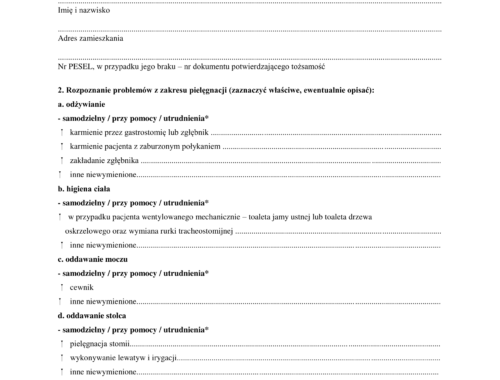 Imię i nazwisko
Adres zamieszkania
Nr PESEL, w przypadku jego braku – nr dokumentu potwierdzającego tożsamość
2. Rozpoznanie problemów z zakresu pielęgnacji (zaznaczyć właściwe, ewentualnie opisać):
a. odżywianie
- samodzielny / przy pomocy / utrudnienia*
↑ karmienie przez gastrostomię lub zgłębnik ........................................................................
↑ karmienie pacjenta z zaburzonym połykaniem ....................................................................
↑ zakładanie zgłębnika ........................................................................................
↑ inne niewymienione.........................................................................................
b. higiena ciała
- samodzielny / przy pomocy / utrudnienia*
↑ w przypadku pacjenta wentylowanego mechanicznie – toaleta jamy ustnej lub toaleta drzewa
oskrzelowego oraz wymiana rurki tracheostomijnej ................................................................
↑ inne niewymienione.........................................................................................
c. oddawanie moczu
- samodzielny / przy pomocy / utrudnienia*
↑ cewnik
↑ inne niewymienione.........................................................................................
d. oddawanie stolca
- samodzielny / przy pomocy / utrudnienia*
↑ pielęgnacja stomii.........................................................................................
↑ wykonywanie lewatyw i irygacji..............................................................................
↑ inne niewymienione.........................................................................................